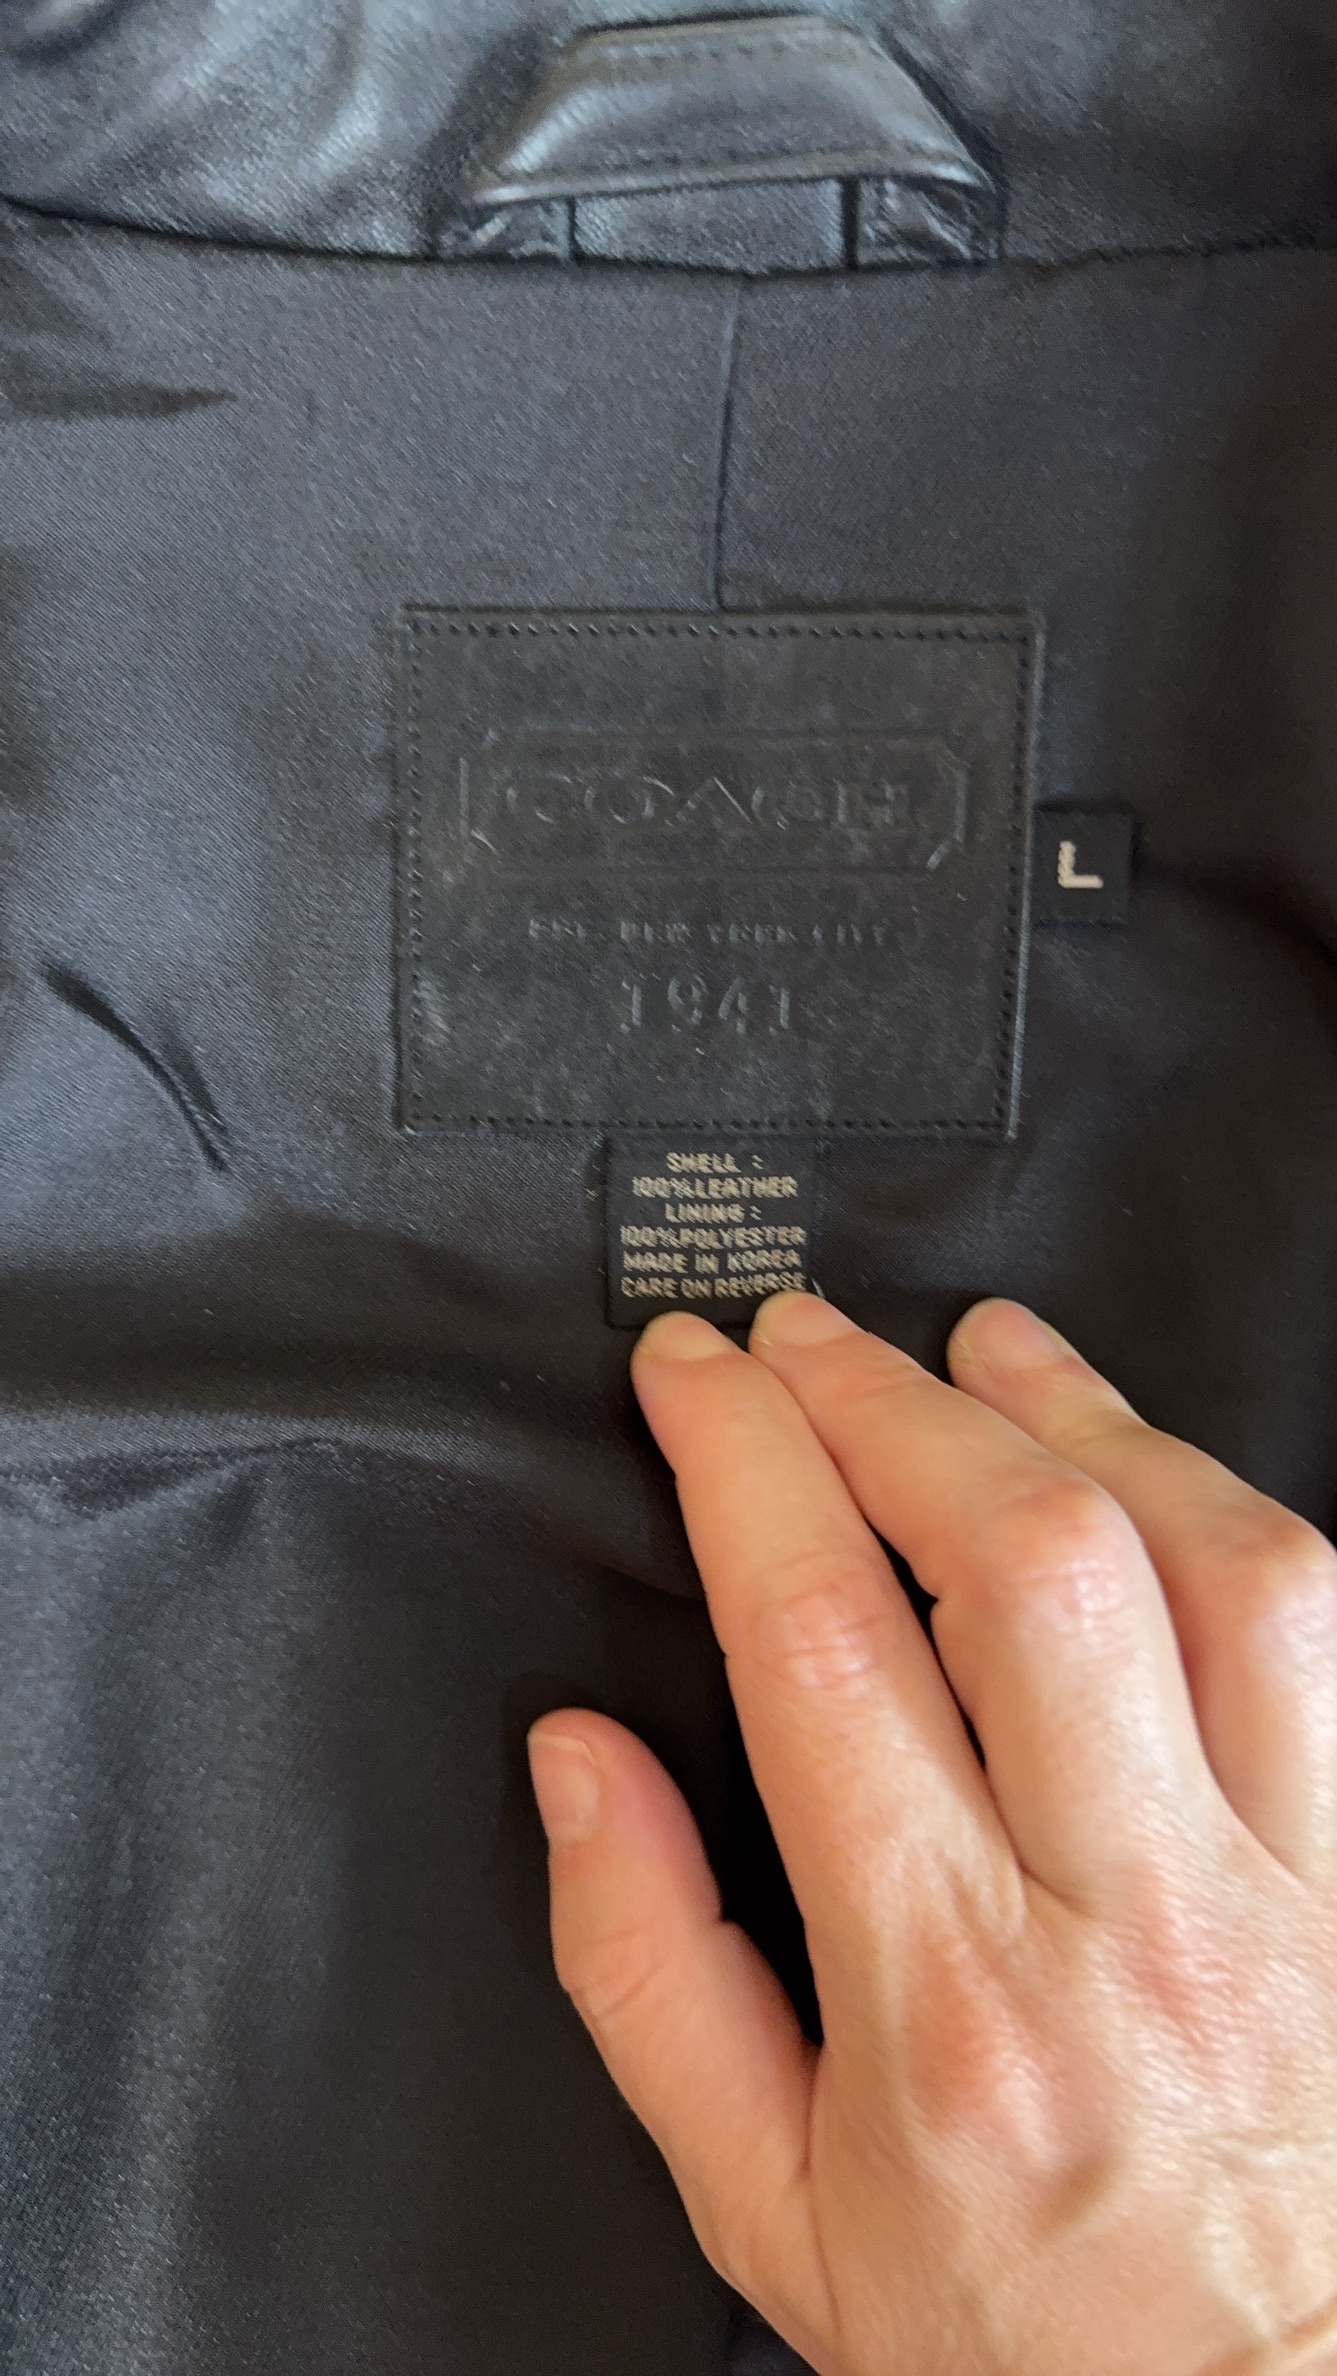 COACH
EST. NEW YORK CITY
1941
L
SHELL :
100%LEATHER
LINING :
100%POLYESTER
MADE IN KOREA
CARE ON REVERSE